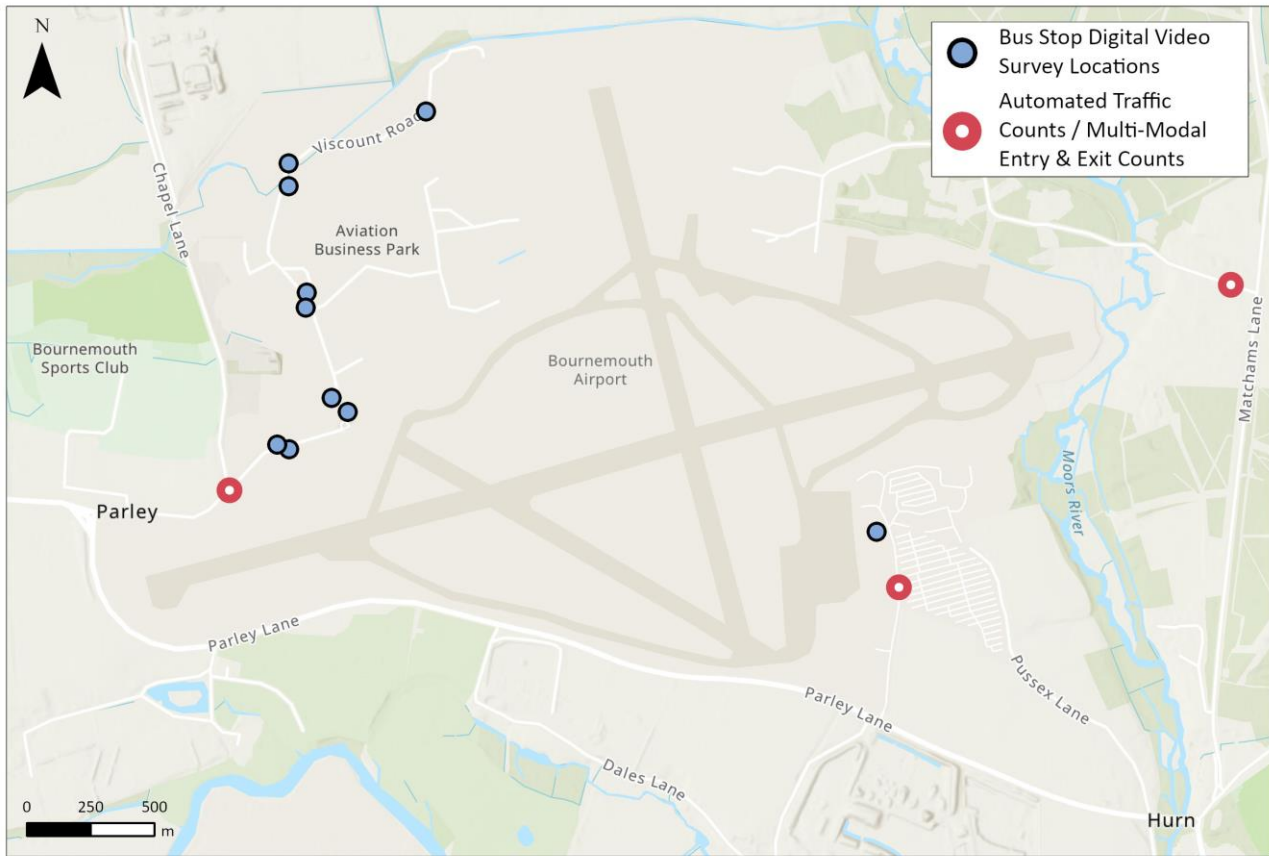 N
Bus Stop Digital Video
Survey Locations
Automated Traffic
Counts / Multi-Modal
Entry & Exit Counts
Viscount Road
Chapel Lane
Aviation
Business Park
Bournemouth
Sports Club
Bournemouth
Airport
Matchams Lane
Moors River
Parley
Parley Lane
Pussex Lane
Parley Lane
Dales Lane
Hurn
0 250 500
m